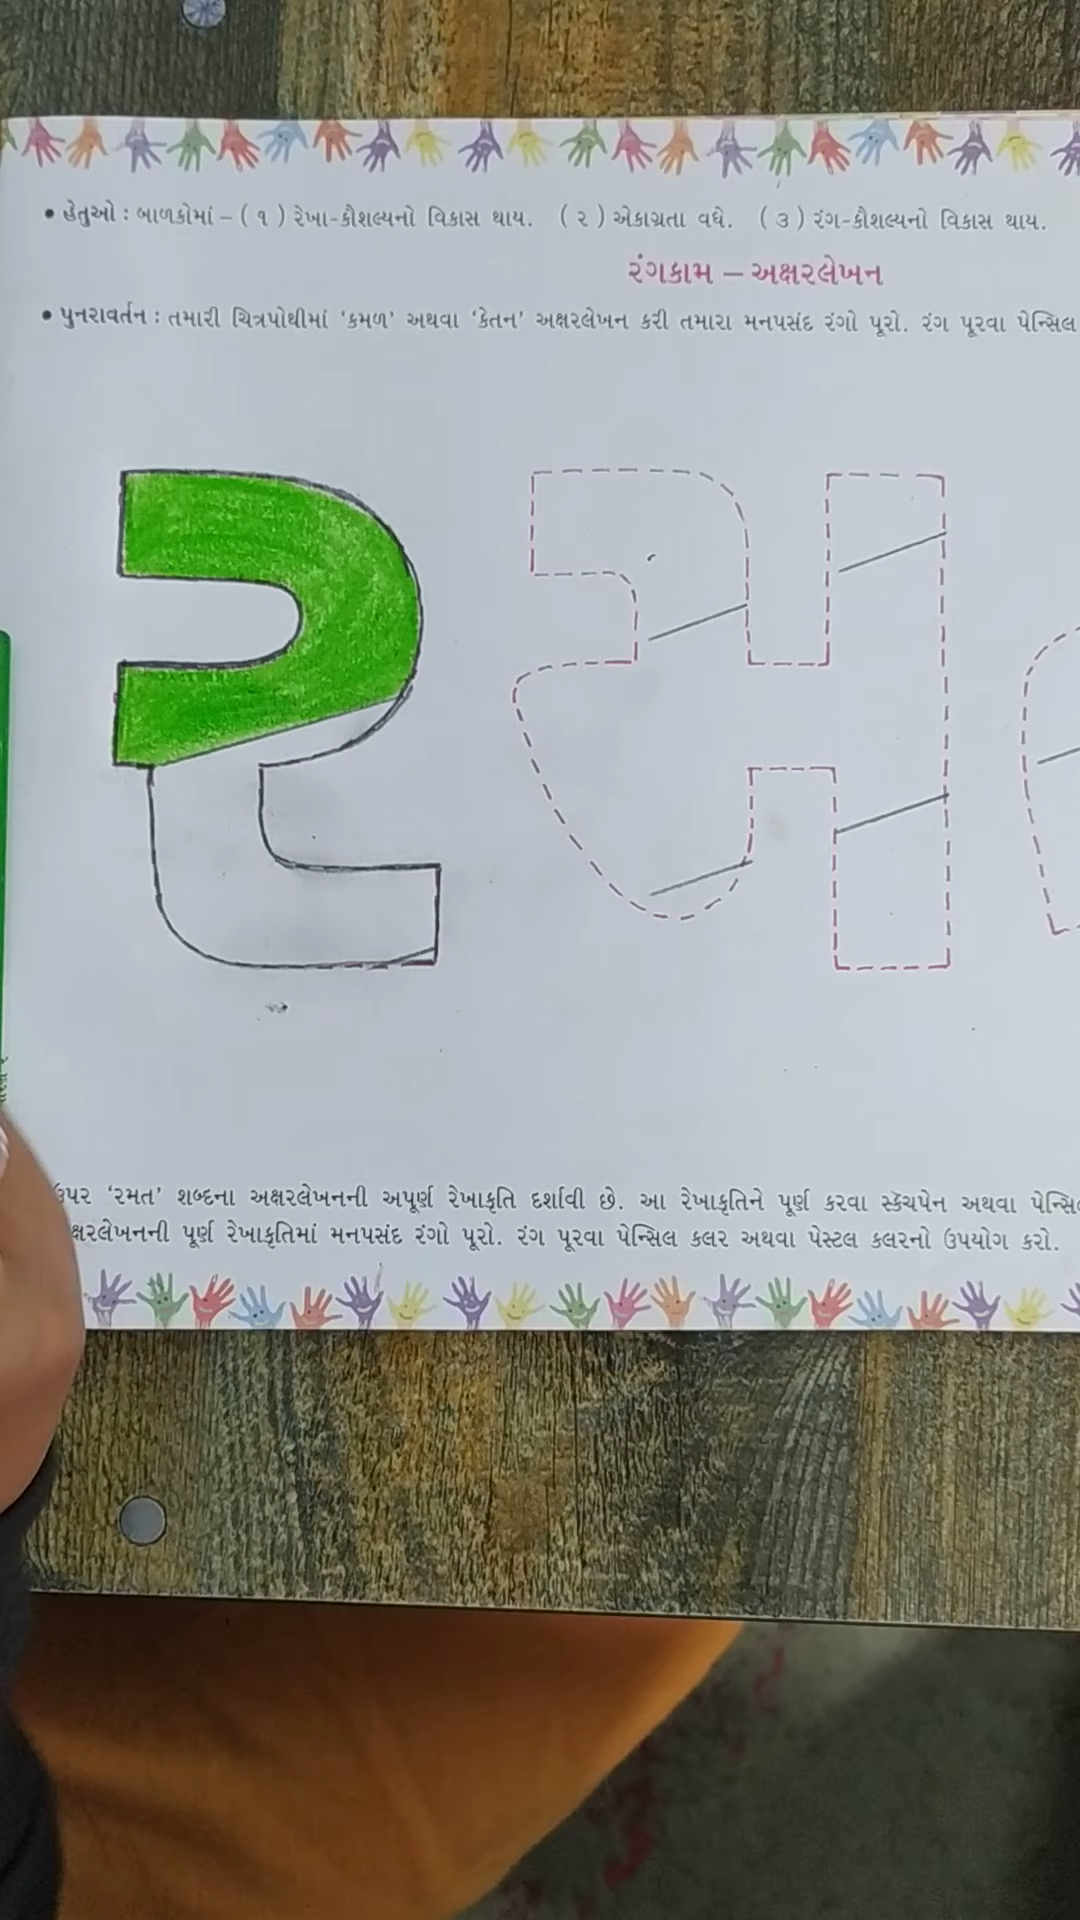 • હેતુઓ : બાળકોમાં – ( ૧ ) રેખા-કૌશલ્યનો વિકાસ થાય. ( ૨ ) એકાગ્રતા વધે. ( ૩ ) રંગ-કૌશલ્યનો વિકાસ થાય.
રંગકામ – અક્ષરલેખન
• પુનરાવર્તન : તમારી ચિત્રપોથીમાં ‘કમળ’ અથવા ‘કેતન’ અક્ષરલેખન કરી તમારા મનપસંદ રંગો પૂરો. રંગ પૂરવા પેન્સિલ
રમ
ઉપર ‘રમત’ શબ્દના અક્ષરલેખનની અપૂર્ણ રેખાકૃતિ દર્શાવી છે. આ રેખાકૃતિને પૂર્ણ કરવા સ્કૅચપેન અથવા
ક્ષરલેખનની પૂર્ણ રેખાકૃતિમાં મનપસંદ રંગો પૂરો. રંગ પૂરવા પેન્સિલ કલર અથવા પેસ્ટલ કલરનો ઉપયોગ કરો.